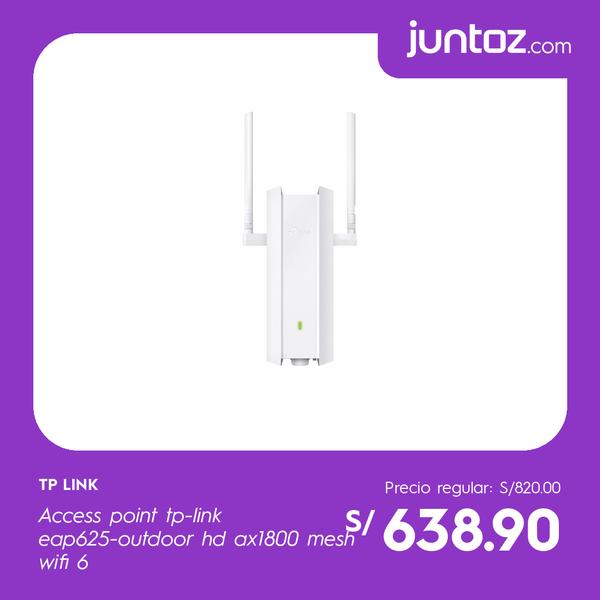 juntoz.com
TP LINK
Precio regular: S/820.00
Access point tp-link
eap625-outdoor hd ax1800 mesh
wifi 6
S/ 638.90